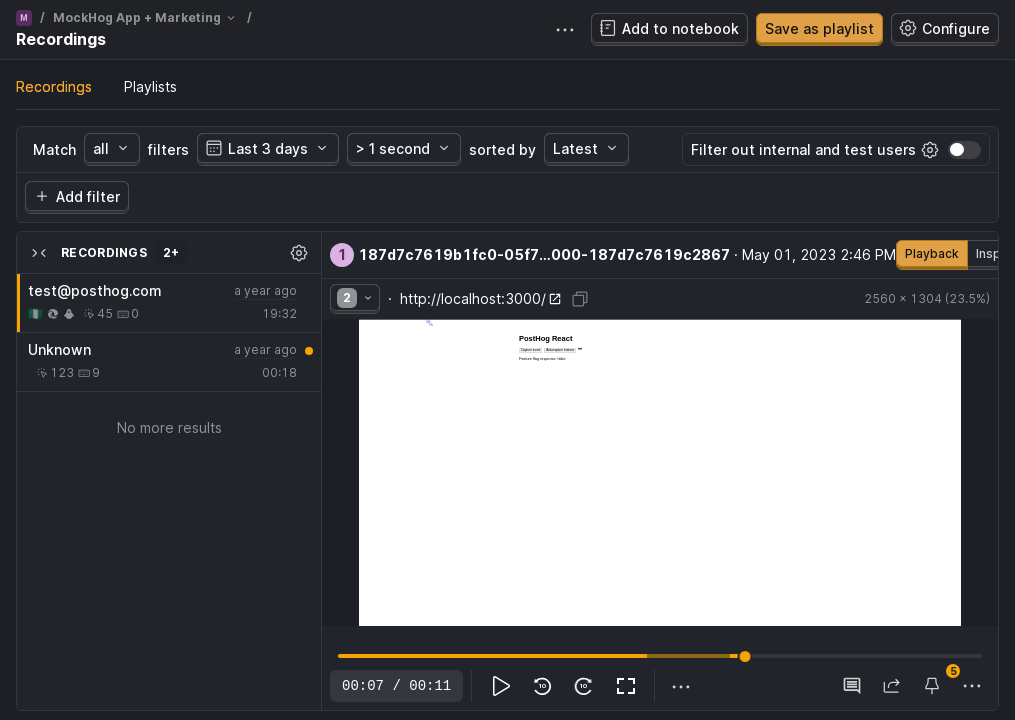 M / MockHog App + Marketing /
Recordings
Add to notebook
Save as playlist
Configure
Recordings
Playlists
Match all filters Last 3 days > 1 second sorted by Latest
Filter out internal and test users
Add filter
RECORDINGS 2+
test@posthog.com a year ago
45 0 19:32
Unknown a year ago
123 9 00:18
No more results
1 187d7c7619b1fc0-05f7...000-187d7c7619c2867 · May 01, 2023 2:46 PM
Playback Insp
2 · http://localhost:3000/
2560 × 1304 (23.5%)
PostHog React
Feature flag response: false
00:07 / 00:11
10
10
5